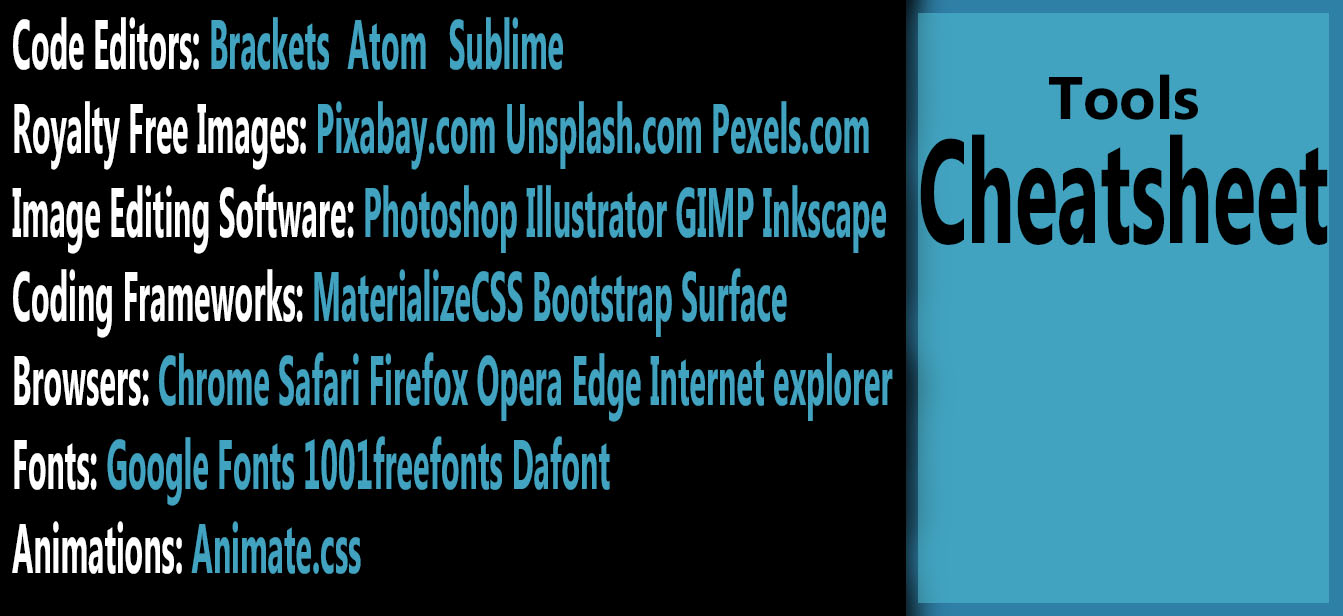 Code Editors: Brackets Atom Sublime
Royalty Free Images: Pixabay.com Unsplash.com Pexels.com
Image Editing Software: Photoshop Illustrator GIMP Inkscape
Coding Frameworks: MaterializeCSS Bootstrap Surface
Browsers: Chrome Safari Firefox Opera Edge Internet explorer
Fonts: Google Fonts 1001freefonts Dafont
Animations: Animate.css
Tools
Cheatsheet